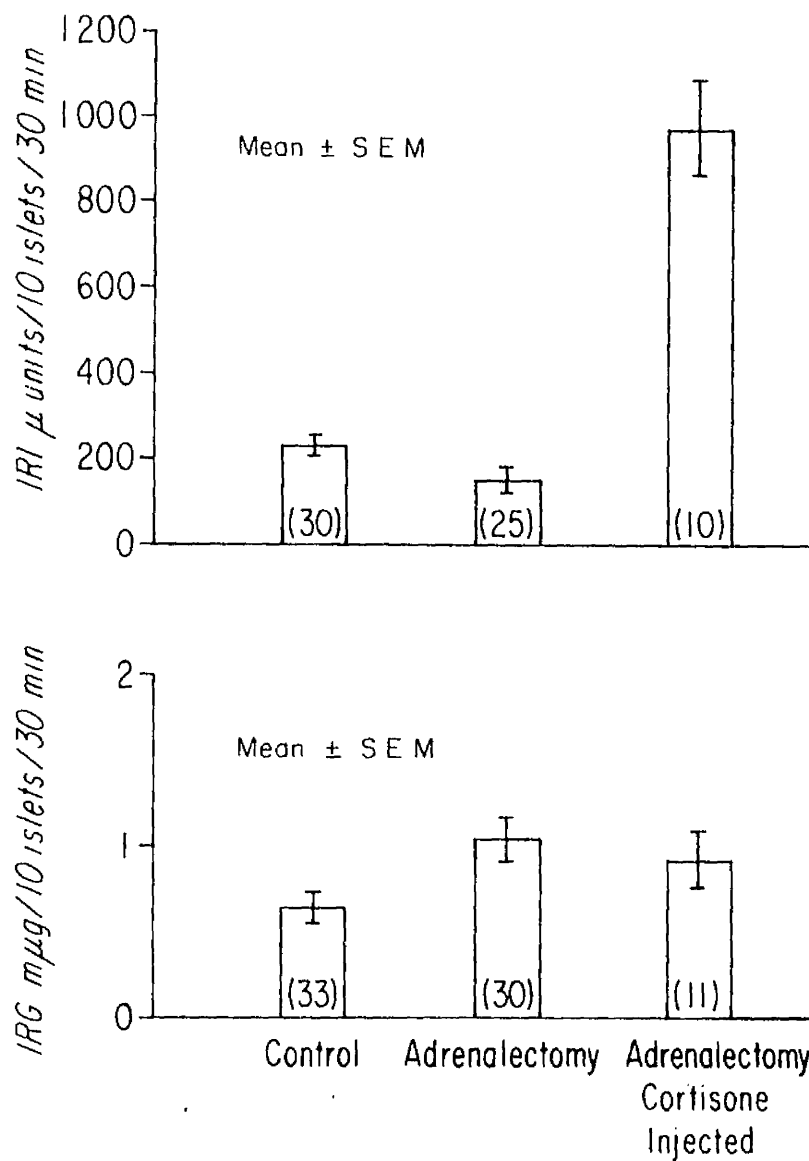 1200
1000
800
600
400
200
0
IRI μ units/10 islets/30 min
Mean ± SEM
(30)
(25)
(10)
2
1
0
IRG mμg/10 islets/30 min
Mean ± SEM
(33)
(30)
(11)
Control
Adrenalectomy
Adrenalectomy
Cortisone
Injected